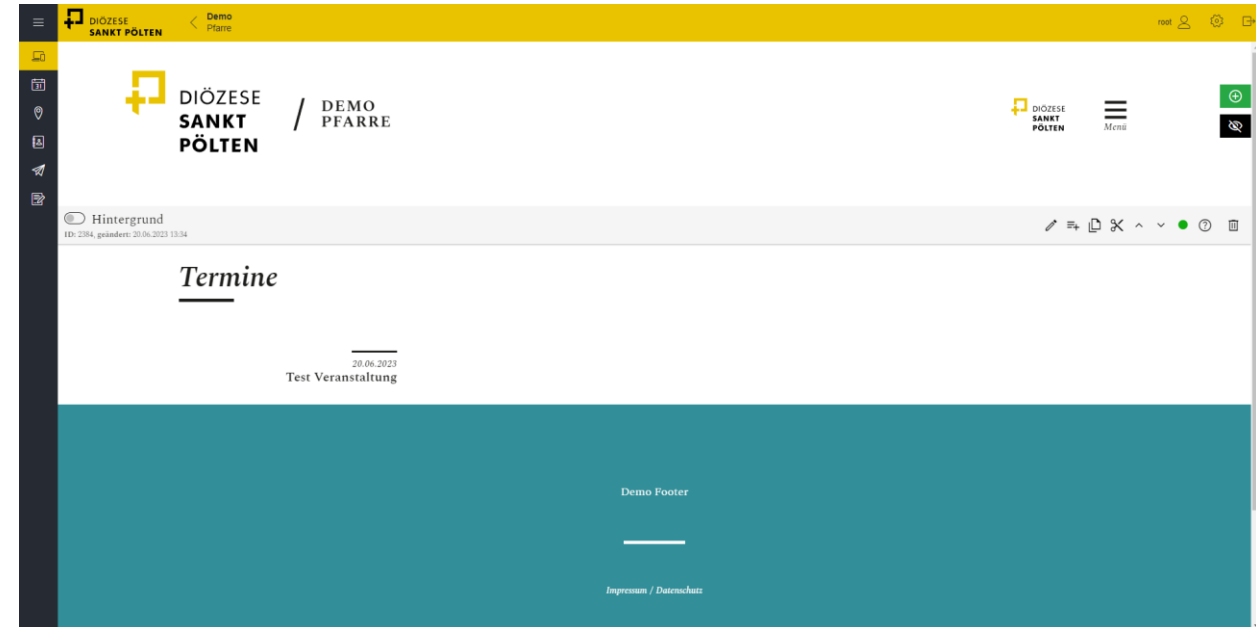 DIÖZESE
SANKT PÖLTEN
Demo
Pfarre
root
31
DIÖZESE
SANKT
PÖLTEN
/
DEMO
PFARRE
DIÖZESE
SANKT
PÖLTEN
Menü
Hintergrund
ID: 2384, geändert: 20.06.2023 13:34
Termine
20.06.2023
Test Veranstaltung
Demo Footer
Impressum / Datenschutz